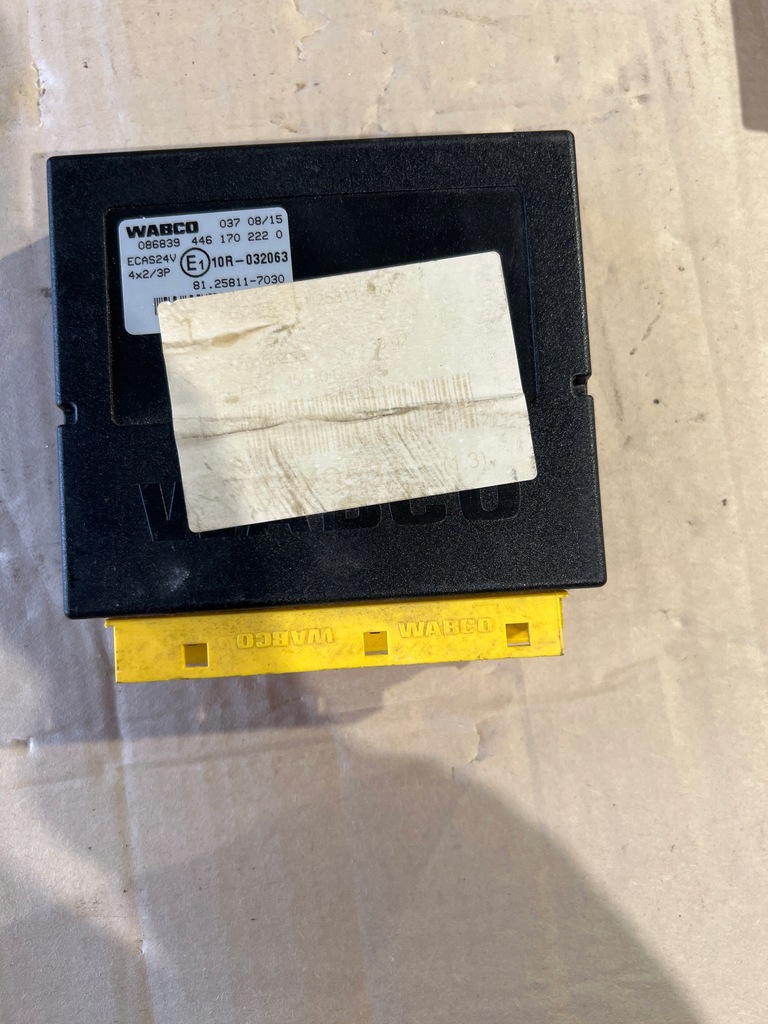 WABCO 037 08/15
086839 446 170 222 0
ECAS24V E1 10R-032063
4x2/3P
81.25811-7030
WABCO
WABCO WABCO